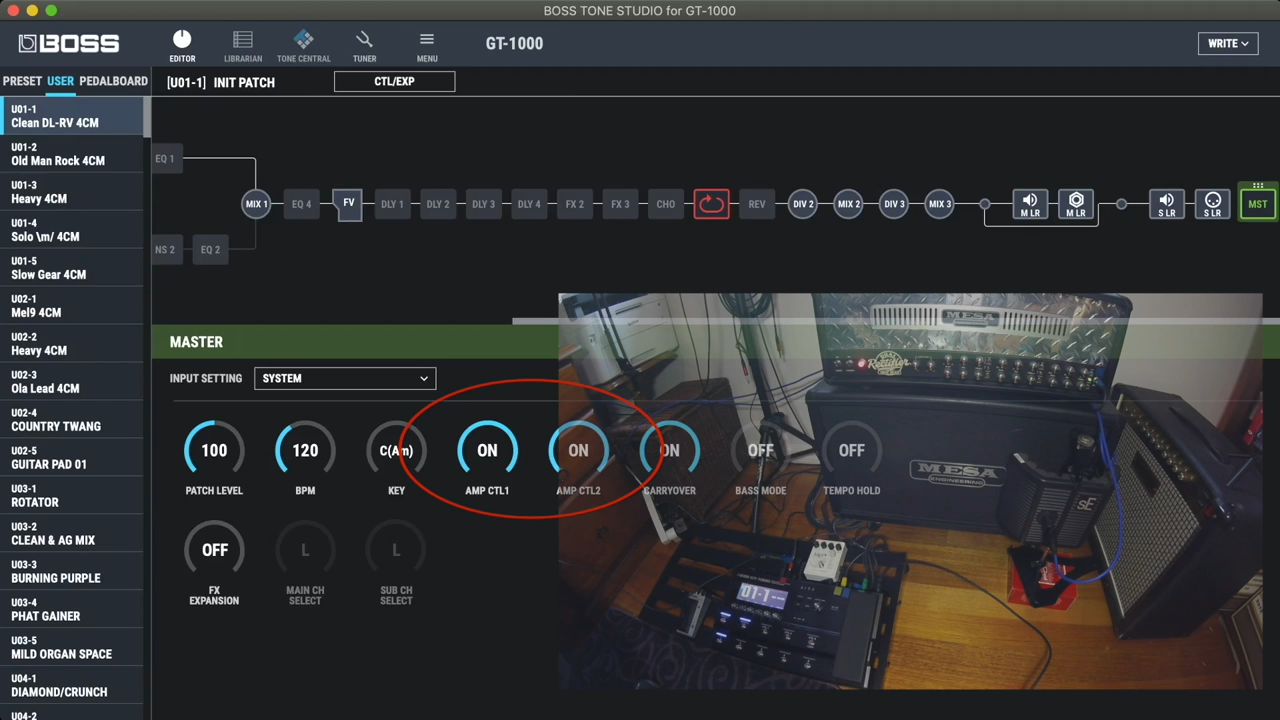 BOSS TONE STUDIO for GT-1000
BOSS
EDITOR
LIBRARIAN
TONE CENTRAL
TUNER
MENU
GT-1000
WRITE
PRESET USER PEDALBOARD
[U01-1] INIT PATCH
CTL/EXP
U01-1
Clean DL-RV 4CM
U01-2
Old Man Rock 4CM
U01-3
Heavy 4CM
U01-4
Solo \m/ 4CM
U01-5
Slow Gear 4CM
U02-1
Mel9 4CM
U02-2
Heavy 4CM
U02-3
Ola Lead 4CM
U02-4
COUNTRY TWANG
U02-5
GUITAR PAD 01
U03-1
ROTATOR
U03-2
CLEAN & AG MIX
U03-3
BURNING PURPLE
U03-4
PHAT GAINER
U03-5
MILD ORGAN SPACE
U04-1
DIAMOND/CRUNCH
U04-2
EQ 1
MIX 1
EQ 4
FV
DLY 1
DLY 2
DLY 3
DLY 4
FX 2
FX 3
CHO
REV
DIV 2
MIX 2
DIV 3
MIX 3
M LR
M LR
S LR
S LR
MST
NS 2
EQ 2
MASTER
INPUT SETTING
SYSTEM
100
PATCH LEVEL
120
BPM
C(Am)
KEY
ON
AMP CTL1
ON
AMP CTL2
ON
CARRYOVER
OFF
BASS MODE
OFF
TEMPO HOLD
OFF
FX
EXPANSION
L
MAIN CH
SELECT
L
SUB CH
SELECT
MESA
Rectifier
MESA
ENGINEERING
sE
U1-1